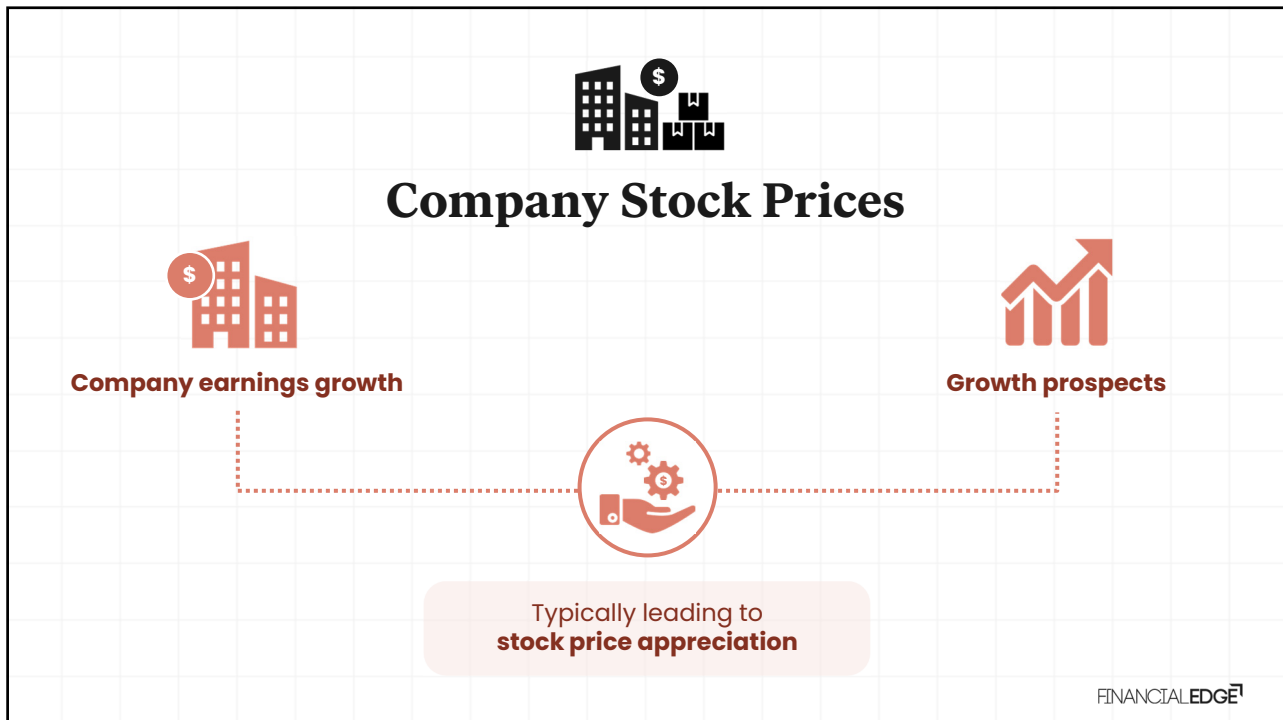 $
Company Stock Prices
$
Company earnings growth
Growth prospects
$
Typically leading to
stock price appreciation
FINANCIALEDGE